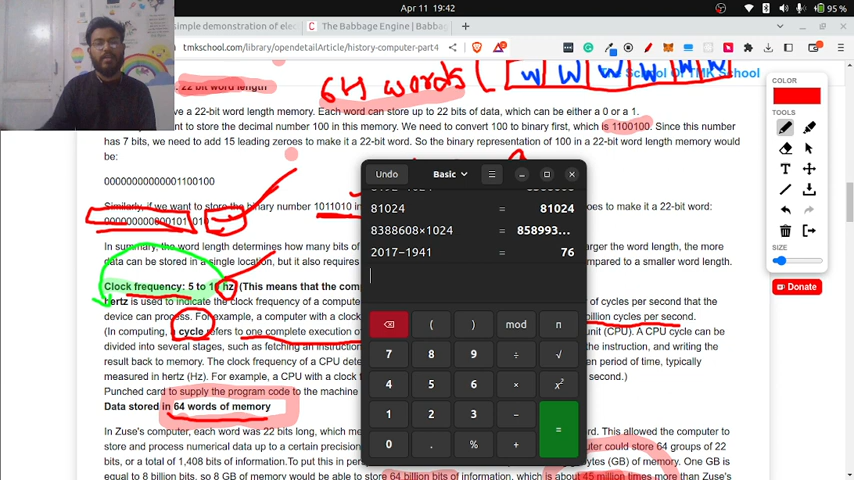 Apr 11 19:42
95 %
simple demonstration of elec
The Babbage Engine | Babbag
tmkschool.com/library/opendetailArticle/history-computer-part4
22 bit word length
64 words
W W W W W
The School Of TMK School
ve a 22-bit word length memory. Each word can store up to 22 bits of data, which can be either a 0 or a 1.
nt to store the decimal number 100 in this memory. We need to convert 100 to binary first, which is 1100100. Since this number
has 7 bits, we need to add 15 leading zeroes to make it a 22-bit word. So the binary representation of 100 in a 22-bit word length memory would
be:
Similarly, if we want to store the binary number 1011010 in
oes to make it a 22-bit word:
In summary, the word length determines how many bits of
arger the word length, the more
data can be stored in a single location, but it also requires
mpared to a smaller word length.
Clock frequency: 5 to 10 hz. (This means that the com
hertz is used to indicate the clock frequency of a compute
of cycles per second that the
device can process. For example, a computer with a clock
billion cycles per second.
(In computing, a cycle refers to one complete execution of
unit (CPU). A CPU cycle can be
divided into several stages, such as fetching an instruction
the instruction, and writing the
result back to memory. The clock frequency of a CPU dete
en period of time, typically
measured in hertz (Hz). For example, a CPU with a clock f
second.)
Punched card to supply the program code to the machine
Data stored in 64 words of memory
In Zuse's computer, each word was 22 bits long, which me
rd. This allowed the computer to
store and process numerical data up to a certain precision
uter could store 64 groups of 22
bits, or a total of 1,408 bits of information.To put this in persp
bytes (GB) of memory. One GB is
equal to 8 billion bits, so 8 GB of memory would be able to store 64 billion bits of information, which is about 45 million times more than Zuse's
Undo
Basic
81024 = 81024
8388608×1024 = 858993...
2017−1941 = 76
( ) mod π
7 8 9 ÷ √
4 5 6 × x²
1 2 3 −
0 . % + =
COLOR
TOOLS
T
SIZE
Donate